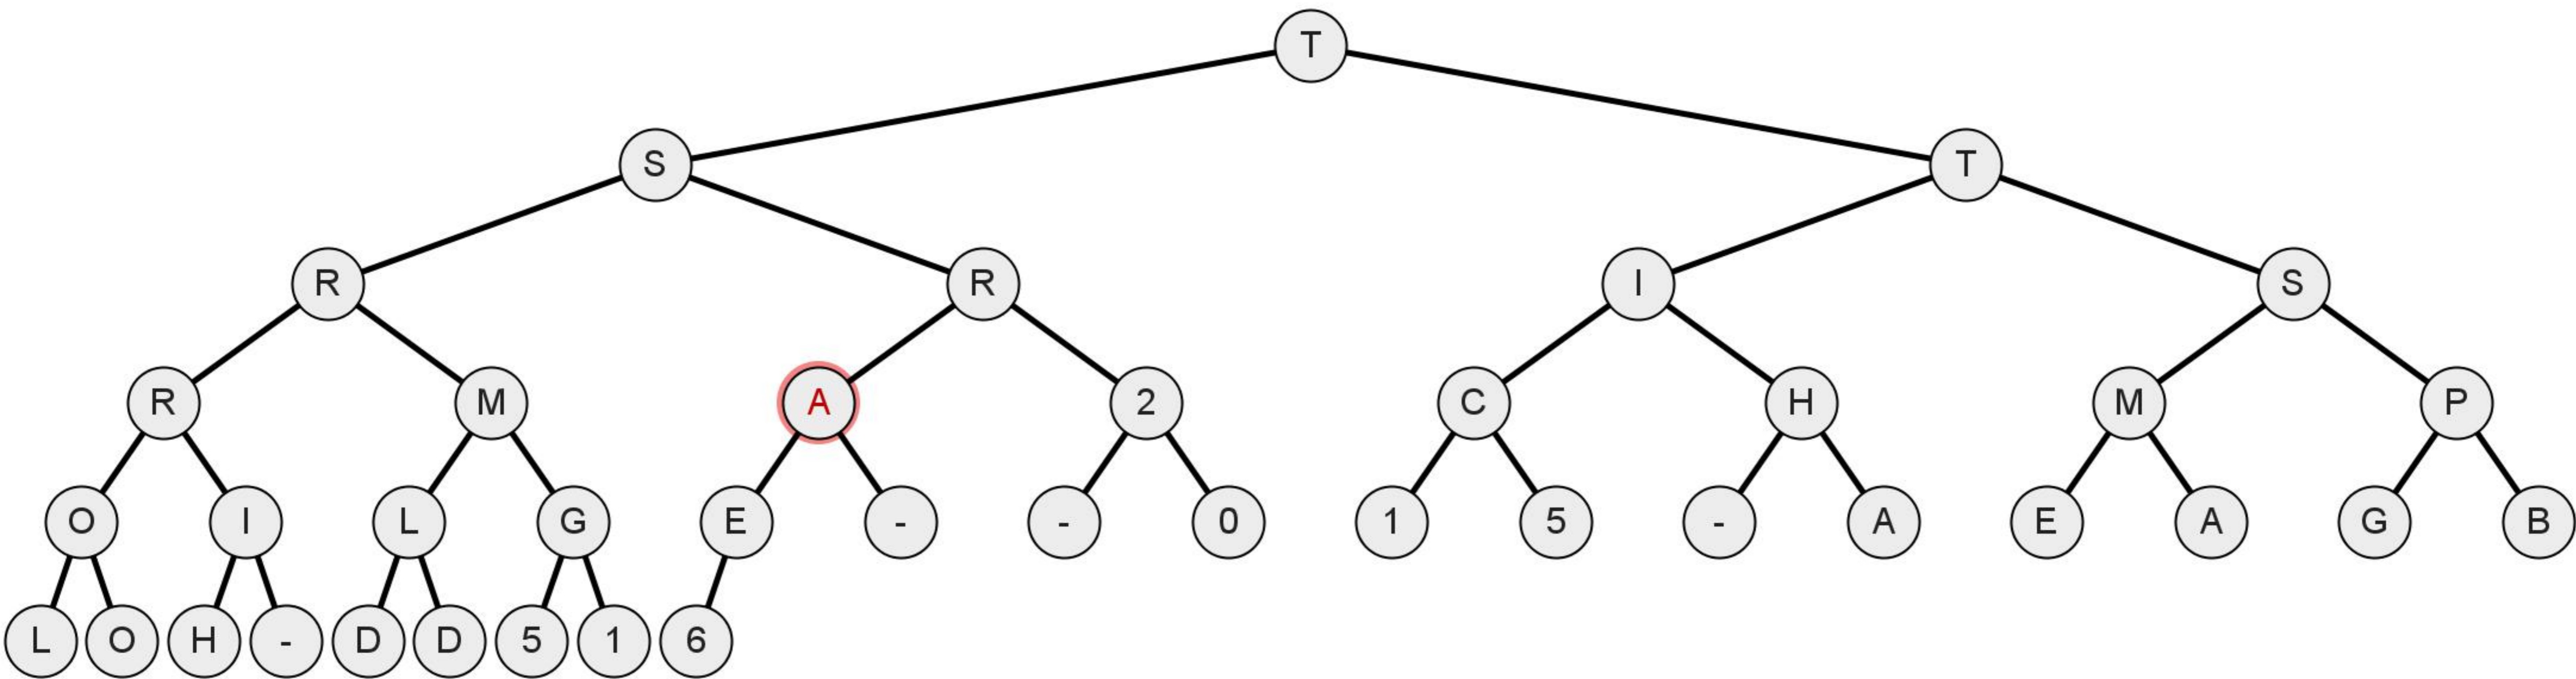 T
S T
R R I S
R M A 2 C H M P
O I L G E - - 0 1 5 - A E A G B
L O H - D D 5 1 6